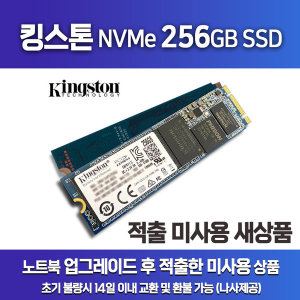 킹스톤 NVMe 256GB SSD
Kingston
TECHNOLOGY
Kingston
적출 미사용 새상품
노트북 업그레이드 후 적출한 미사용 상품
초기 불량시 14일 이내 교환 및 환불 가능 (나사제공)